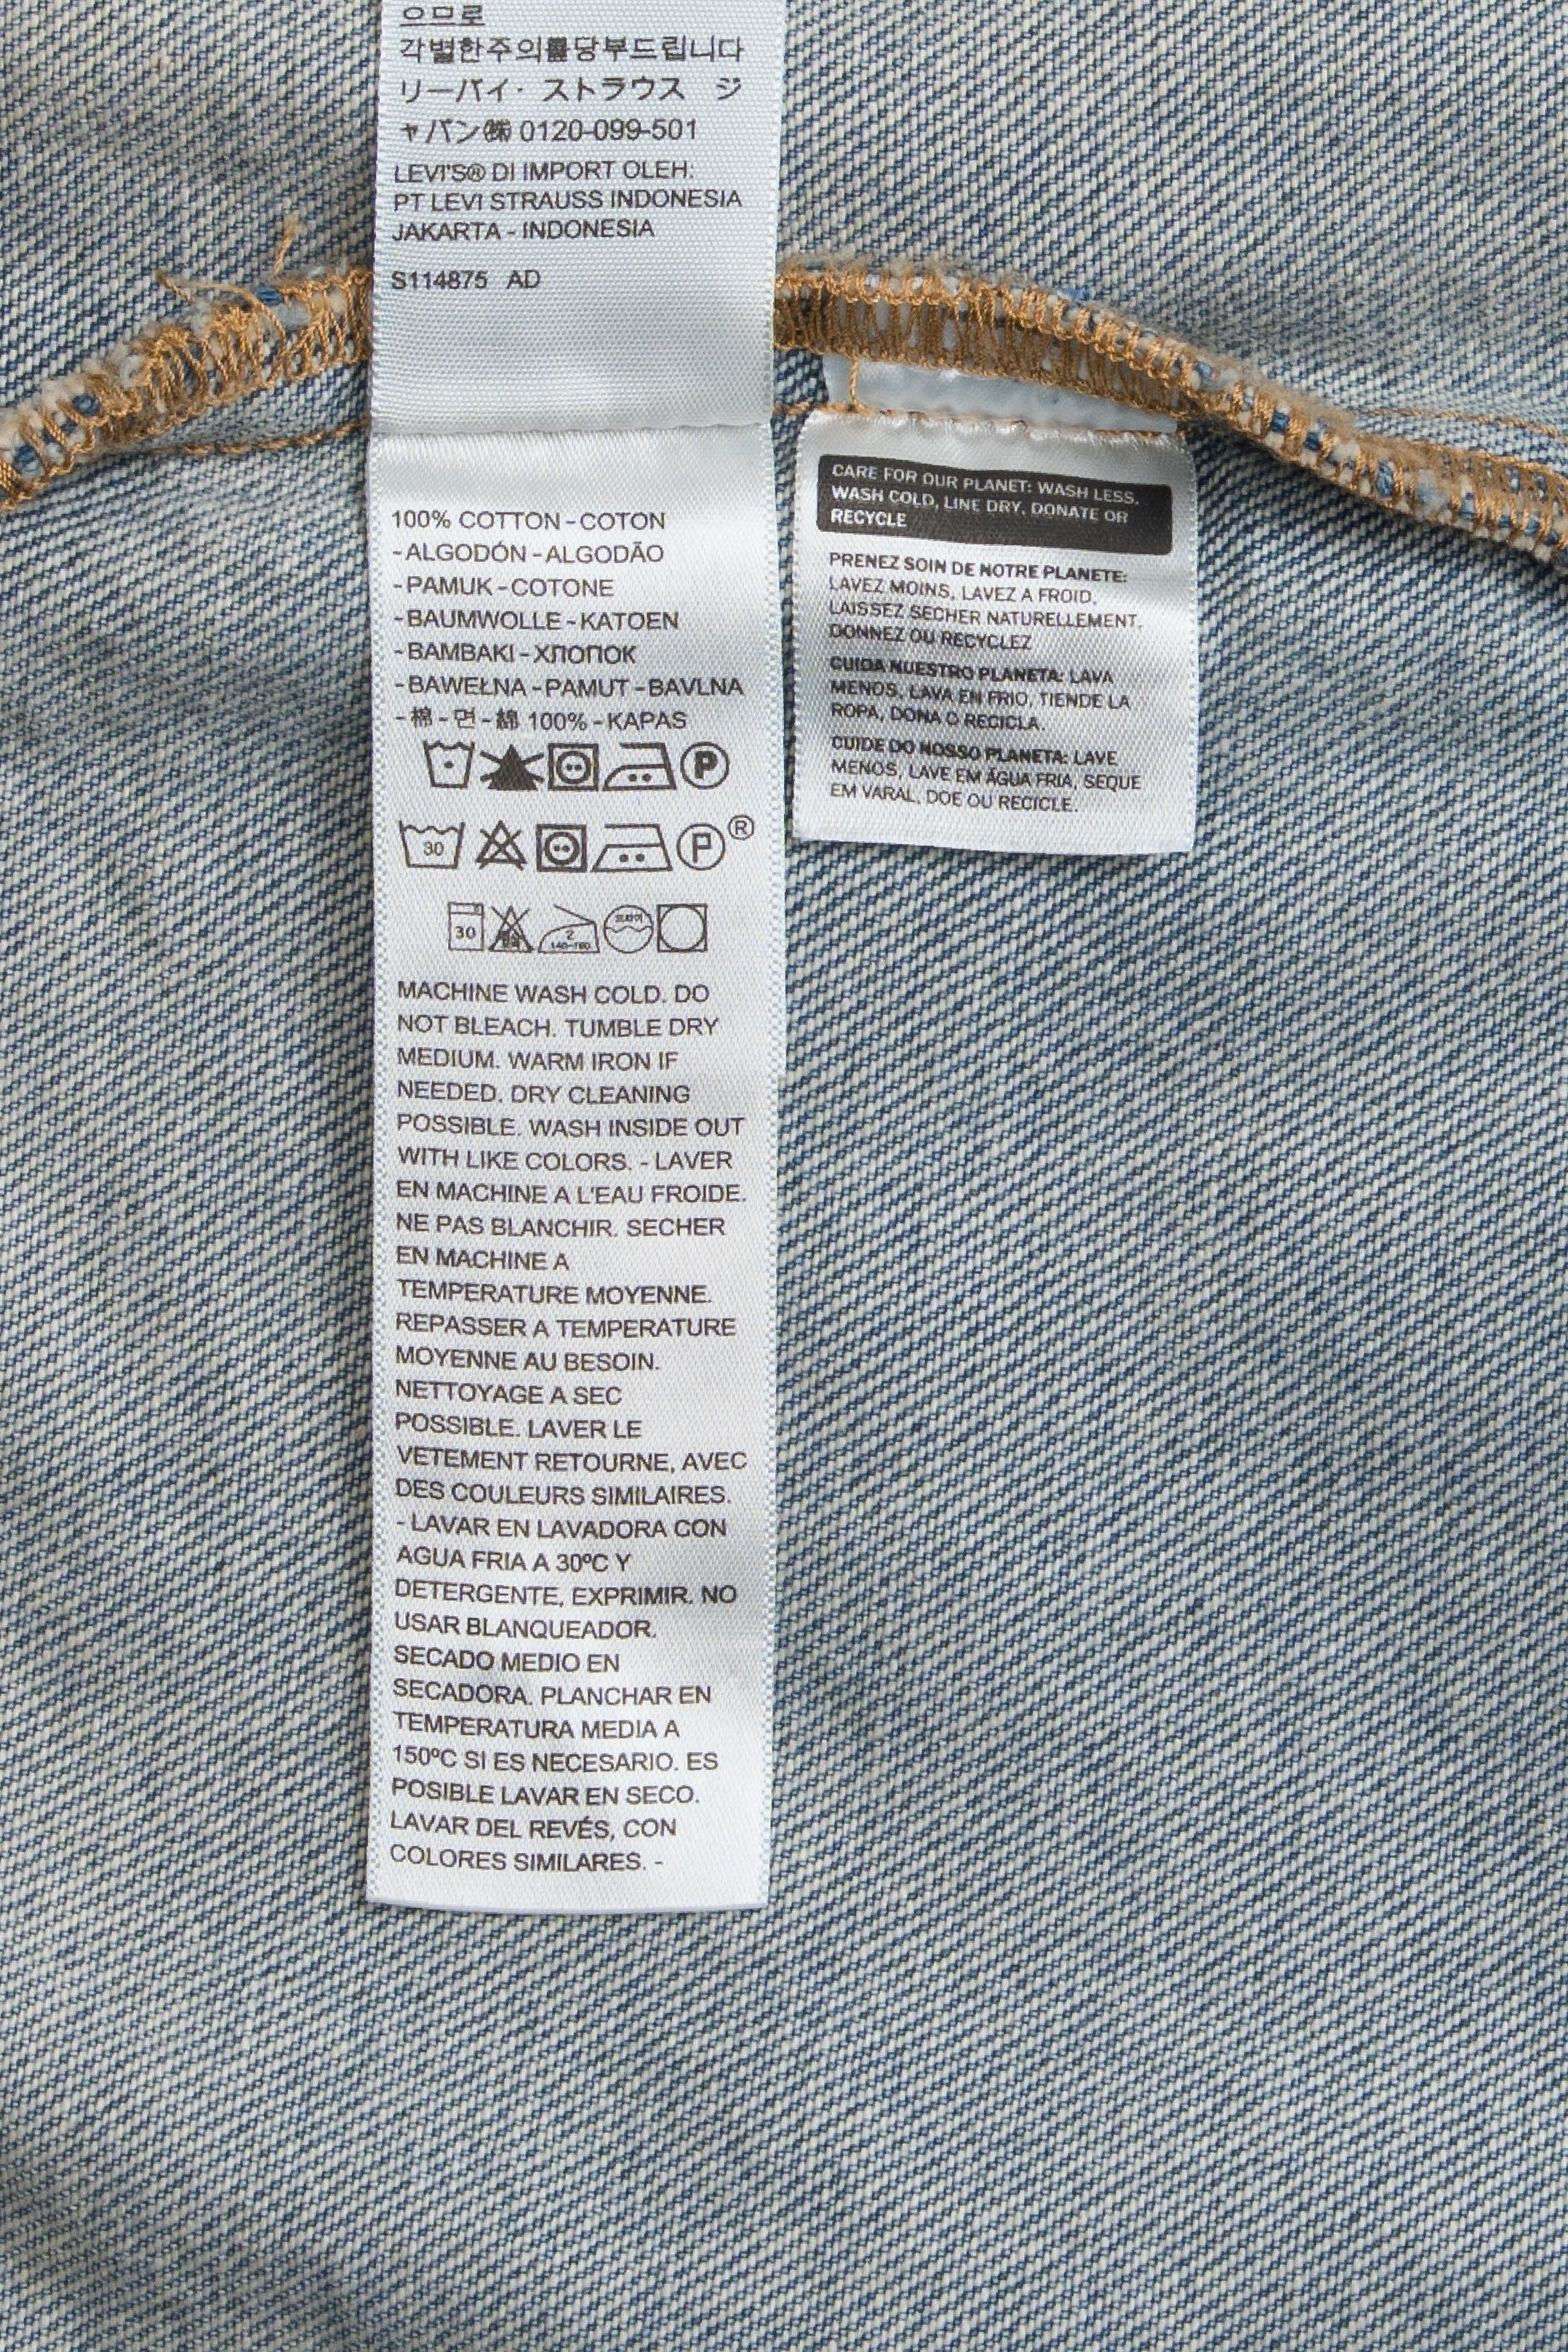 으므로
각별한주의를당부드립니다
リーバイ・ストラウス ジ
ャパン㈱ 0120-099-501
LEVI'S® DI IMPORT OLEH:
PT LEVI STRAUSS INDONESIA
JAKARTA - INDONESIA
S114875 AD
100% COTTON - COTON
- ALGODÓN - ALGODÃO
- PAMUK - COTONE
- BAUMWOLLE - KATOEN
- BAMBAKI - ХЛОПОК
- BAWEŁNA - PAMUT - BAVLNA
- 棉 - 면 - 綿 100% - KAPAS
P
30 P ®
30 2 드라이
MACHINE WASH COLD. DO
NOT BLEACH. TUMBLE DRY
MEDIUM. WARM IRON IF
NEEDED. DRY CLEANING
POSSIBLE. WASH INSIDE OUT
WITH LIKE COLORS. - LAVER
EN MACHINE A L'EAU FROIDE.
NE PAS BLANCHIR. SECHER
EN MACHINE A
TEMPERATURE MOYENNE.
REPASSER A TEMPERATURE
MOYENNE AU BESOIN.
NETTOYAGE A SEC
POSSIBLE. LAVER LE
VETEMENT RETOURNE, AVEC
DES COULEURS SIMILAIRES.
- LAVAR EN LAVADORA CON
AGUA FRIA A 30ºC Y
DETERGENTE, EXPRIMIR. NO
USAR BLANQUEADOR.
SECADO MEDIO EN
SECADORA. PLANCHAR EN
TEMPERATURA MEDIA A
150ºC SI ES NECESARIO. ES
POSIBLE LAVAR EN SECO.
LAVAR DEL REVÉS, CON
COLORES SIMILARES. -
CARE FOR OUR PLANET: WASH LESS,
WASH COLD, LINE DRY, DONATE OR
RECYCLE
PRENEZ SOIN DE NOTRE PLANETE:
LAVEZ MOINS, LAVEZ A FROID,
LAISSEZ SECHER NATURELLEMENT,
DONNEZ OU RECYCLEZ
CUIDA NUESTRO PLANETA: LAVA
MENOS, LAVA EN FRIO, TIENDE LA
ROPA, DONA O RECICLA.
CUIDE DO NOSSO PLANETA: LAVE
MENOS, LAVE EM ÁGUA FRIA, SEQUE
EM VARAL, DOE OU RECICLE.